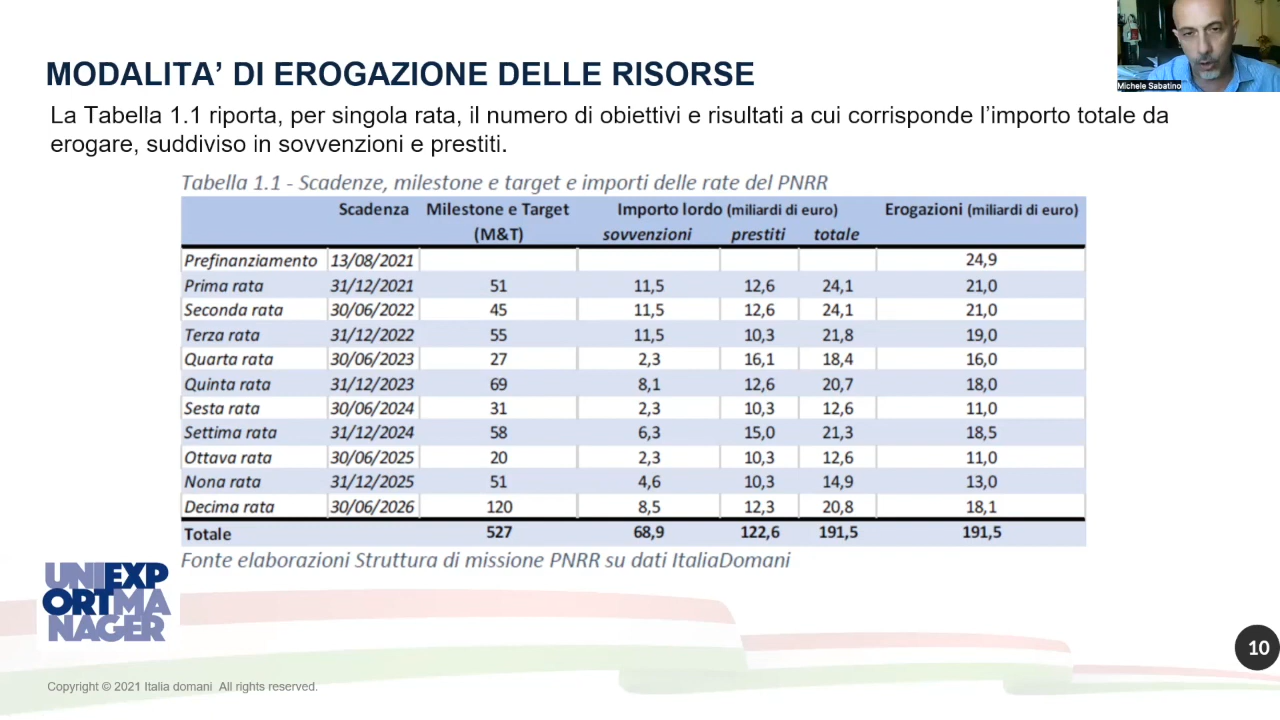 Michele Sabatino
MODALITA’ DI EROGAZIONE DELLE RISORSE
La Tabella 1.1 riporta, per singola rata, il numero di obiettivi e risultati a cui corrisponde l’importo totale da
erogare, suddiviso in sovvenzioni e prestiti.
Tabella 1.1 - Scadenze, milestone e target e importi delle rate del PNRR
Scadenza Milestone e Target Importo lordo (miliardi di euro) Erogazioni (miliardi di euro)
(M&T) sovvenzioni prestiti totale
Prefinanziamento 13/08/2021 24,9
Prima rata 31/12/2021 51 11,5 12,6 24,1 21,0
Seconda rata 30/06/2022 45 11,5 12,6 24,1 21,0
Terza rata 31/12/2022 55 11,5 10,3 21,8 19,0
Quarta rata 30/06/2023 27 2,3 16,1 18,4 16,0
Quinta rata 31/12/2023 69 8,1 12,6 20,7 18,0
Sesta rata 30/06/2024 31 2,3 10,3 12,6 11,0
Settima rata 31/12/2024 58 6,3 15,0 21,3 18,5
Ottava rata 30/06/2025 20 2,3 10,3 12,6 11,0
Nona rata 31/12/2025 51 4,6 10,3 14,9 13,0
Decima rata 30/06/2026 120 8,5 12,3 20,8 18,1
Totale 527 68,9 122,6 191,5 191,5
Fonte elaborazioni Struttura di missione PNRR su dati ItaliaDomani
UNIEXP
ORTMA
NAGER
10
Copyright © 2021 Italia domani All rights reserved.